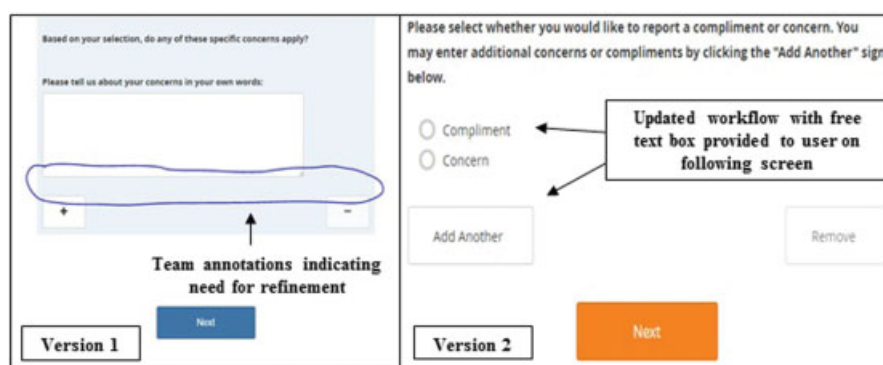 Based on your selection, do any of these specific concerns apply?
Please tell us about your concerns in your own words:
+
−
Team annotations indicating
need for refinement
Next
Version 1
Please select whether you would like to report a compliment or concern. You
may enter additional concerns or compliments by clicking the "Add Another" sign
below.
Compliment
Concern
Updated workflow with free
text box provided to user on
following screen
Add Another
Remove
Next
Version 2